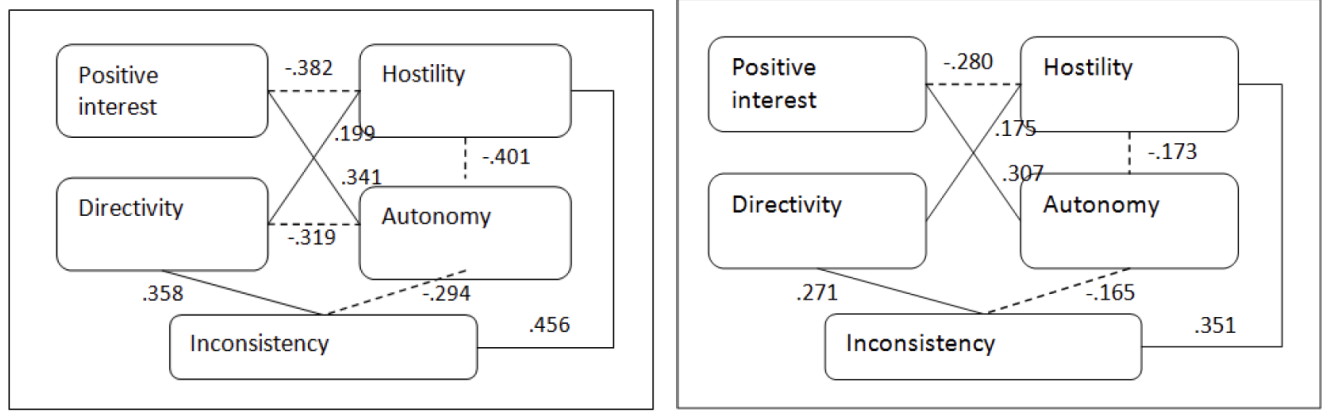 Positive
interest
-.382
Hostility
.199
-.401
.341
Directivity
Autonomy
-.319
.358
-.294
.456
Inconsistency
Positive
interest
-.280
Hostility
.175
-.173
.307
Directivity
Autonomy
.271
-.165
.351
Inconsistency